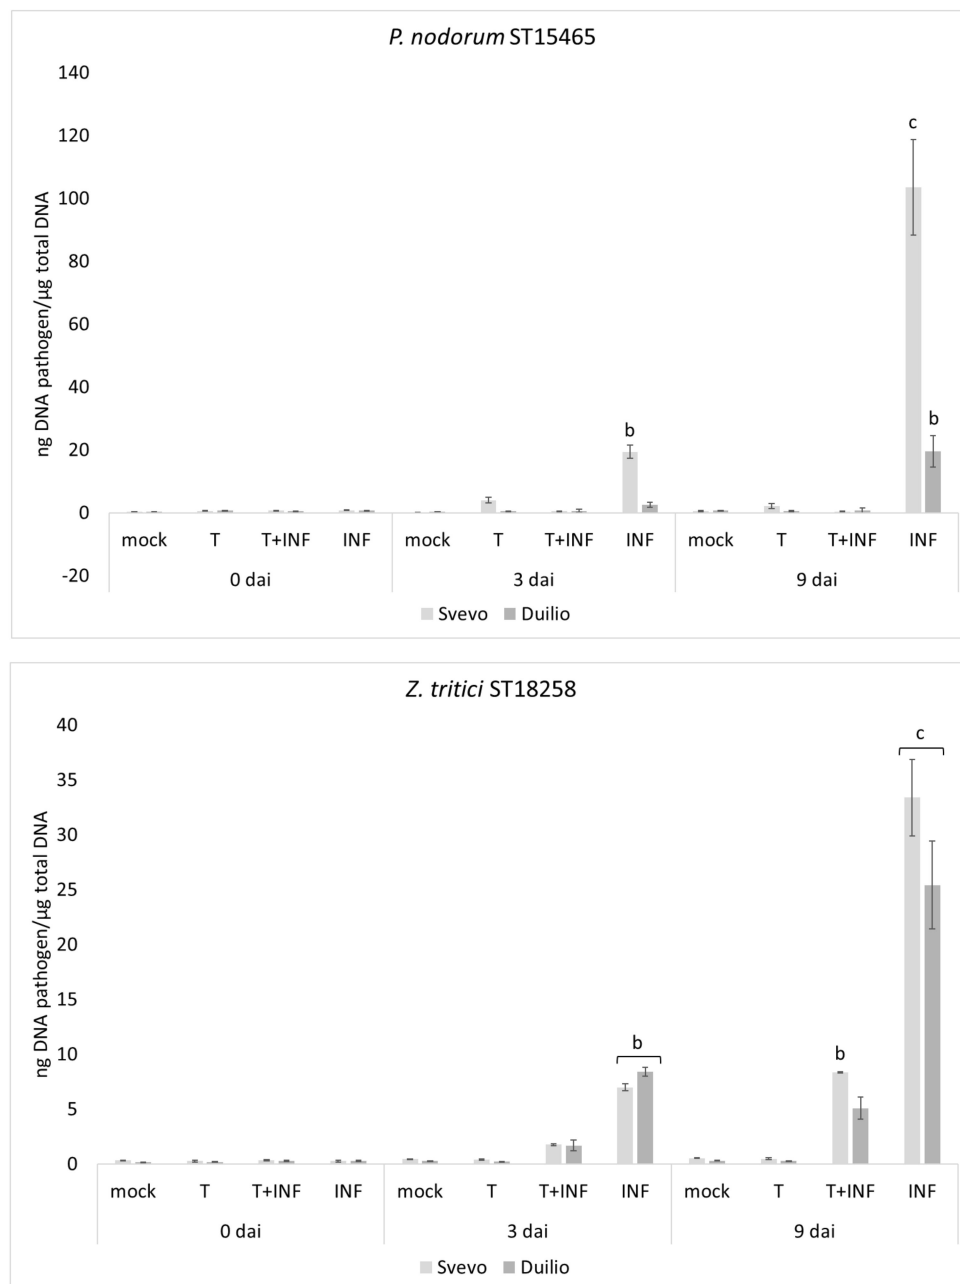 P. nodorum ST15465
ng DNA pathogen/µg total DNA
140
120
100
80
60
40
20
0
-20
c
b
b
mock T T+INF INF mock T T+INF INF mock T T+INF INF
0 dai 3 dai 9 dai
Svevo Duilio
Z. tritici ST18258
ng DNA pathogen/µg total DNA
40
35
30
25
20
15
10
5
0
c
b
b
mock T T+INF INF mock T T+INF INF mock T T+INF INF
0 dai 3 dai 9 dai
Svevo Duilio